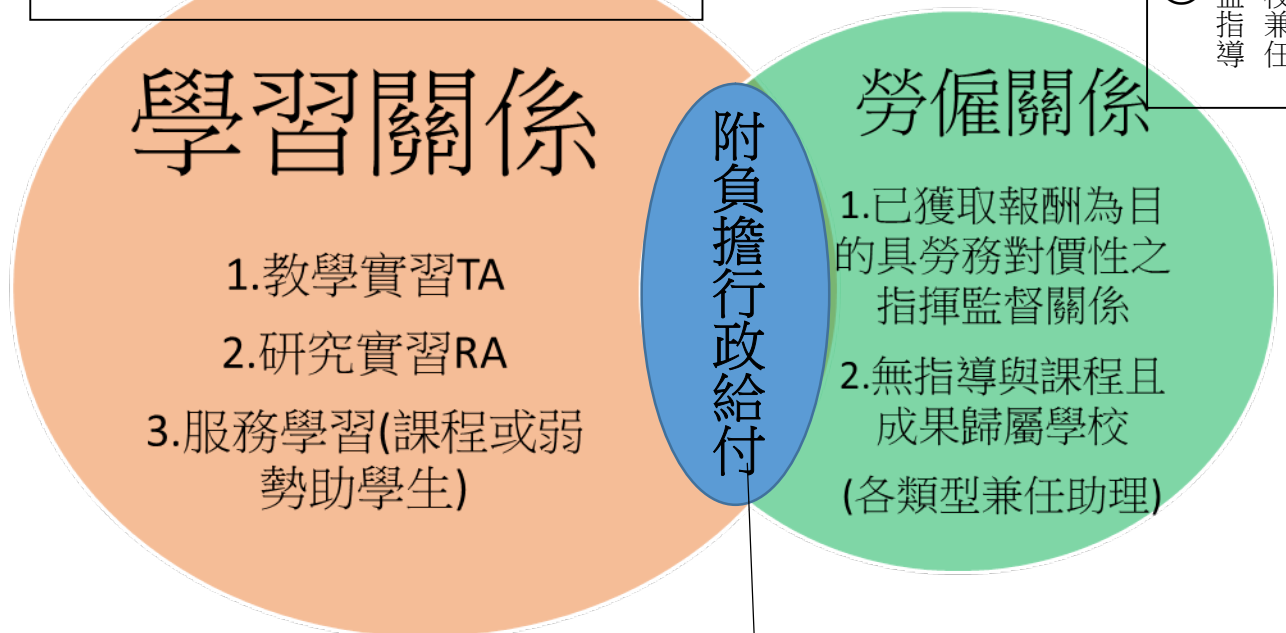 學習關係
1.教學實習TA
2.研究實習RA
3.服務學習(課程或弱
勢助學生)
附負擔行政給付
勞僱關係
1.已獲取報酬為目
的具勞務對價性之
指揮監督關係
2.無指導與課程且
成果歸屬學校
(各類型兼任助理)
兼任
指導